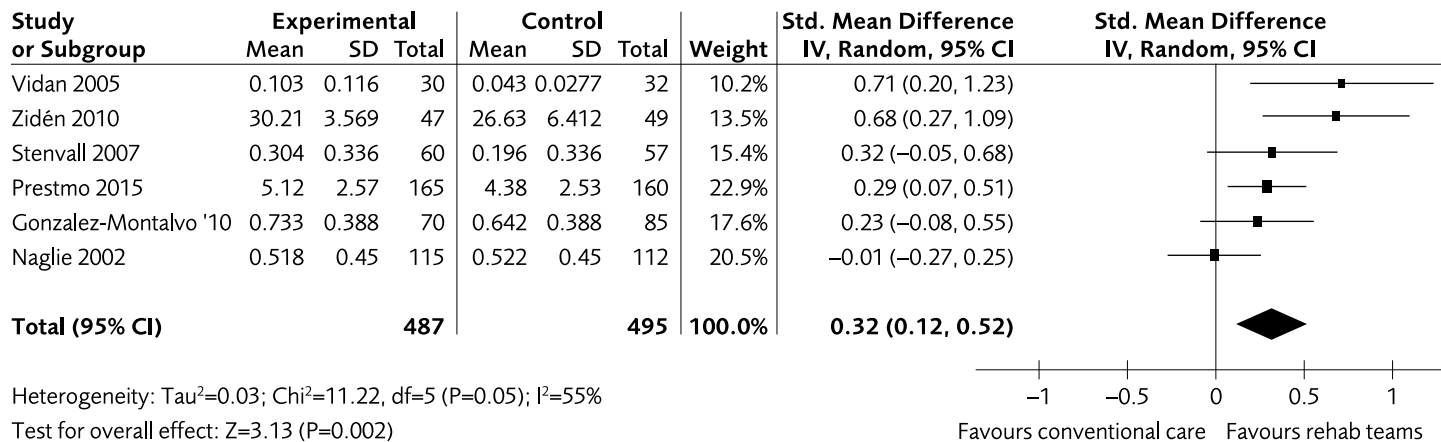 Study Experimental Control Std. Mean Difference Std. Mean Difference
or Subgroup Mean SD Total Mean SD Total Weight IV, Random, 95% CI IV, Random, 95% CI
Vidan 2005 0.103 0.116 30 0.043 0.0277 32 10.2% 0.71 (0.20, 1.23)
Zidén 2010 30.21 3.569 47 26.63 6.412 49 13.5% 0.68 (0.27, 1.09)
Stenvall 2007 0.304 0.336 60 0.196 0.336 57 15.4% 0.32 (–0.05, 0.68)
Prestmo 2015 5.12 2.57 165 4.38 2.53 160 22.9% 0.29 (0.07, 0.51)
Gonzalez-Montalvo '10 0.733 0.388 70 0.642 0.388 85 17.6% 0.23 (–0.08, 0.55)
Naglie 2002 0.518 0.45 115 0.522 0.45 112 20.5% –0.01 (–0.27, 0.25)
Total (95% CI) 487 495 100.0% 0.32 (0.12, 0.52)
–1 –0.5 0 0.5 1
Heterogeneity: Tau²=0.03; Chi²=11.22, df=5 (P=0.05); I²=55%
Test for overall effect: Z=3.13 (P=0.002) Favours conventional care Favours rehab teams